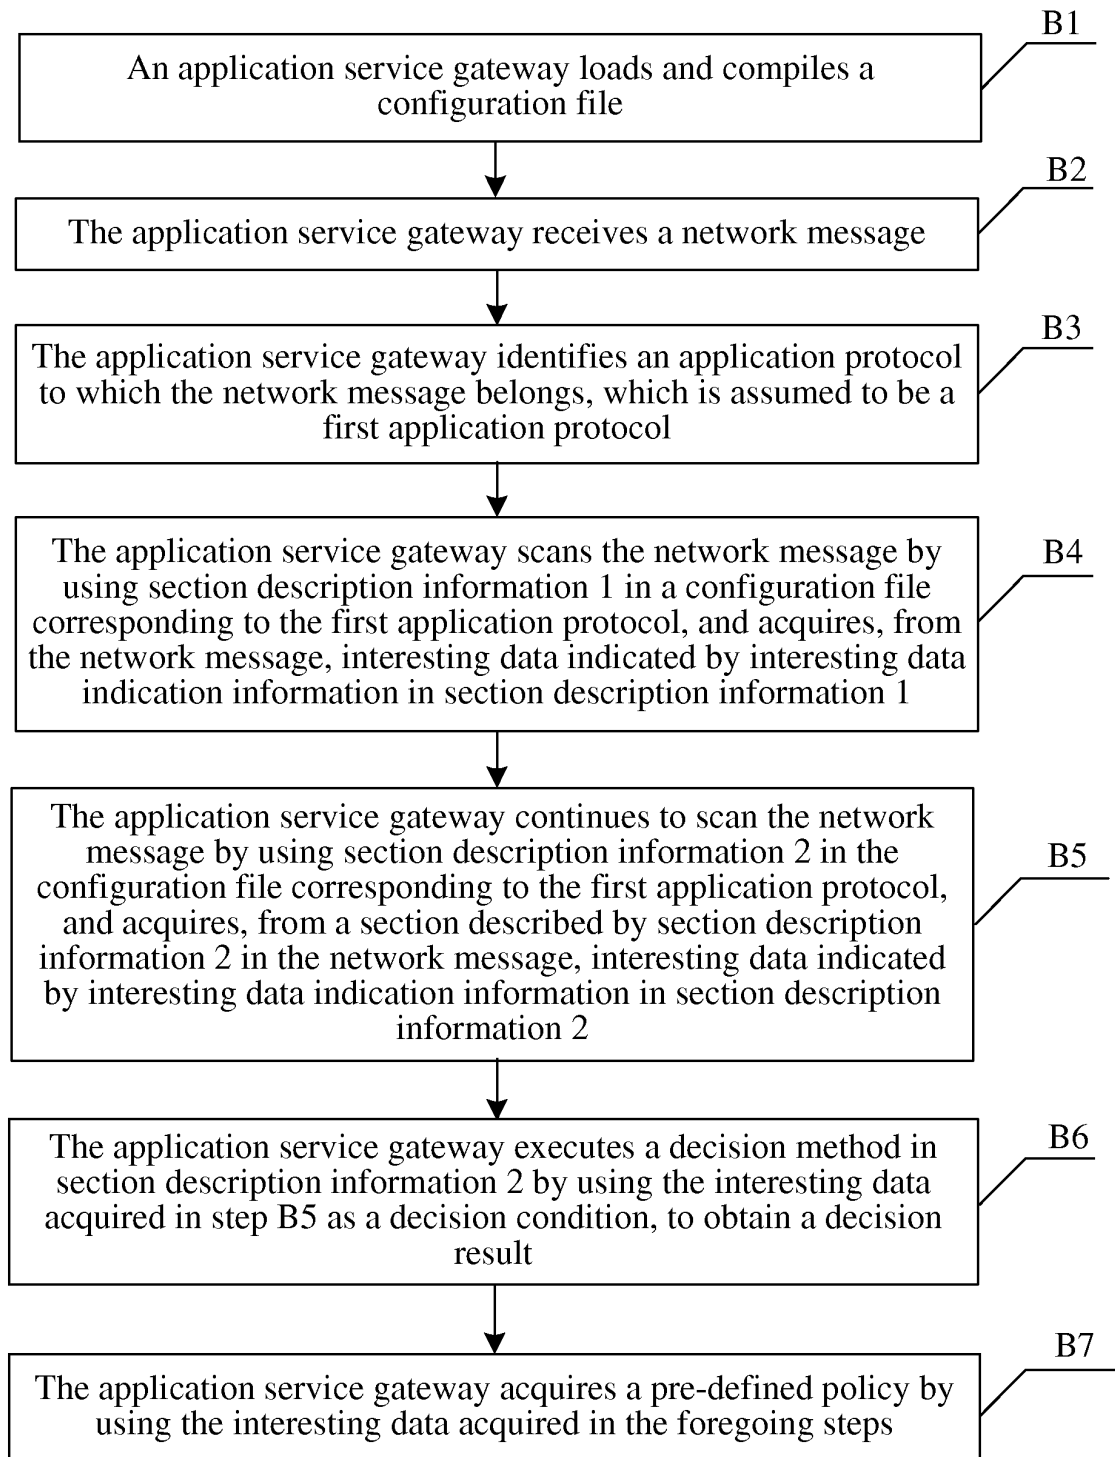 B1
An application service gateway loads and compiles a
configuration file
B2
The application service gateway receives a network message
B3
The application service gateway identifies an application protocol
to which the network message belongs, which is assumed to be a
first application protocol
B4
The application service gateway scans the network message by
using section description information 1 in a configuration file
corresponding to the first application protocol, and acquires, from
the network message, interesting data indicated by interesting data
indication information in section description information 1
B5
The application service gateway continues to scan the network
message by using section description information 2 in the
configuration file corresponding to the first application protocol,
and acquires, from a section described by section description
information 2 in the network message, interesting data indicated
by interesting data indication information in section description
information 2
B6
The application service gateway executes a decision method in
section description information 2 by using the interesting data
acquired in step B5 as a decision condition, to obtain a decision
result
B7
The application service gateway acquires a pre-defined policy by
using the interesting data acquired in the foregoing steps